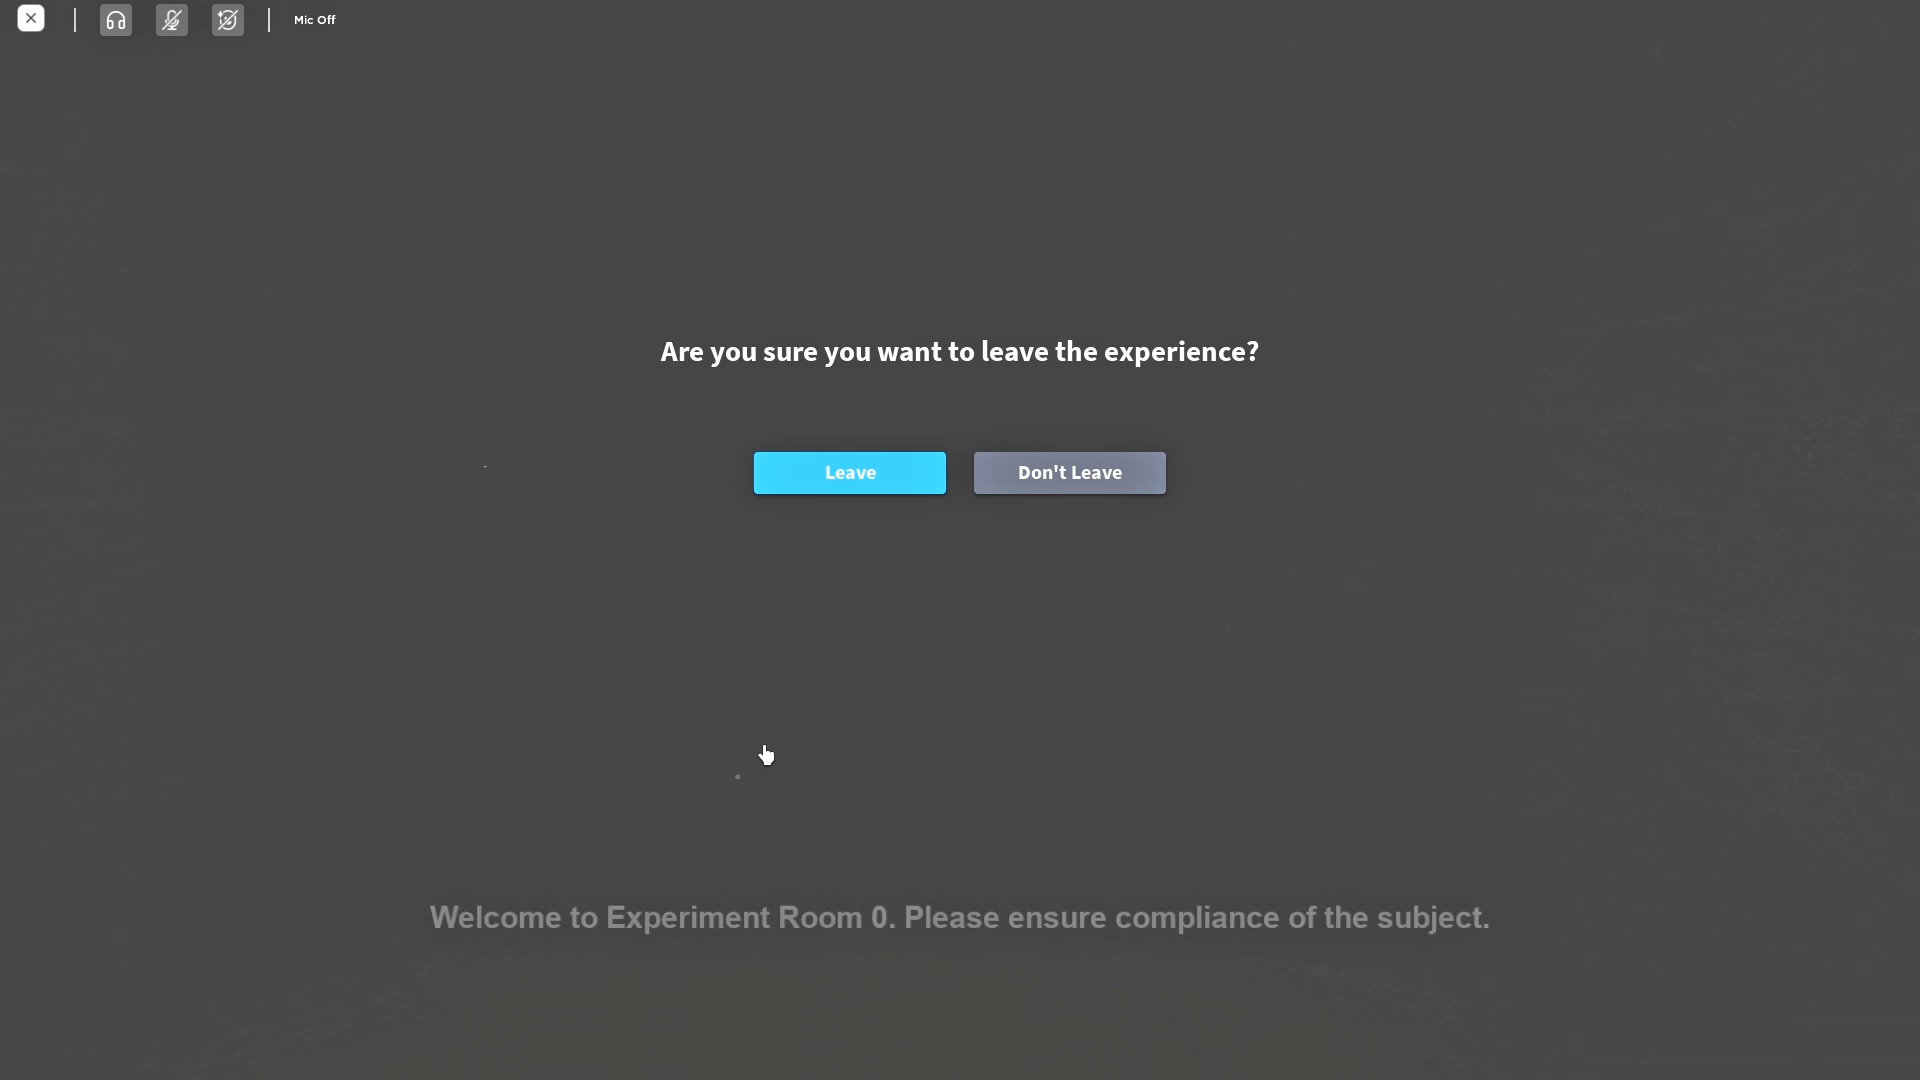 Mic Off
Are you sure you want to leave the experience?
Leave
Don't Leave
Welcome to Experiment Room 0. Please ensure compliance of the subject.